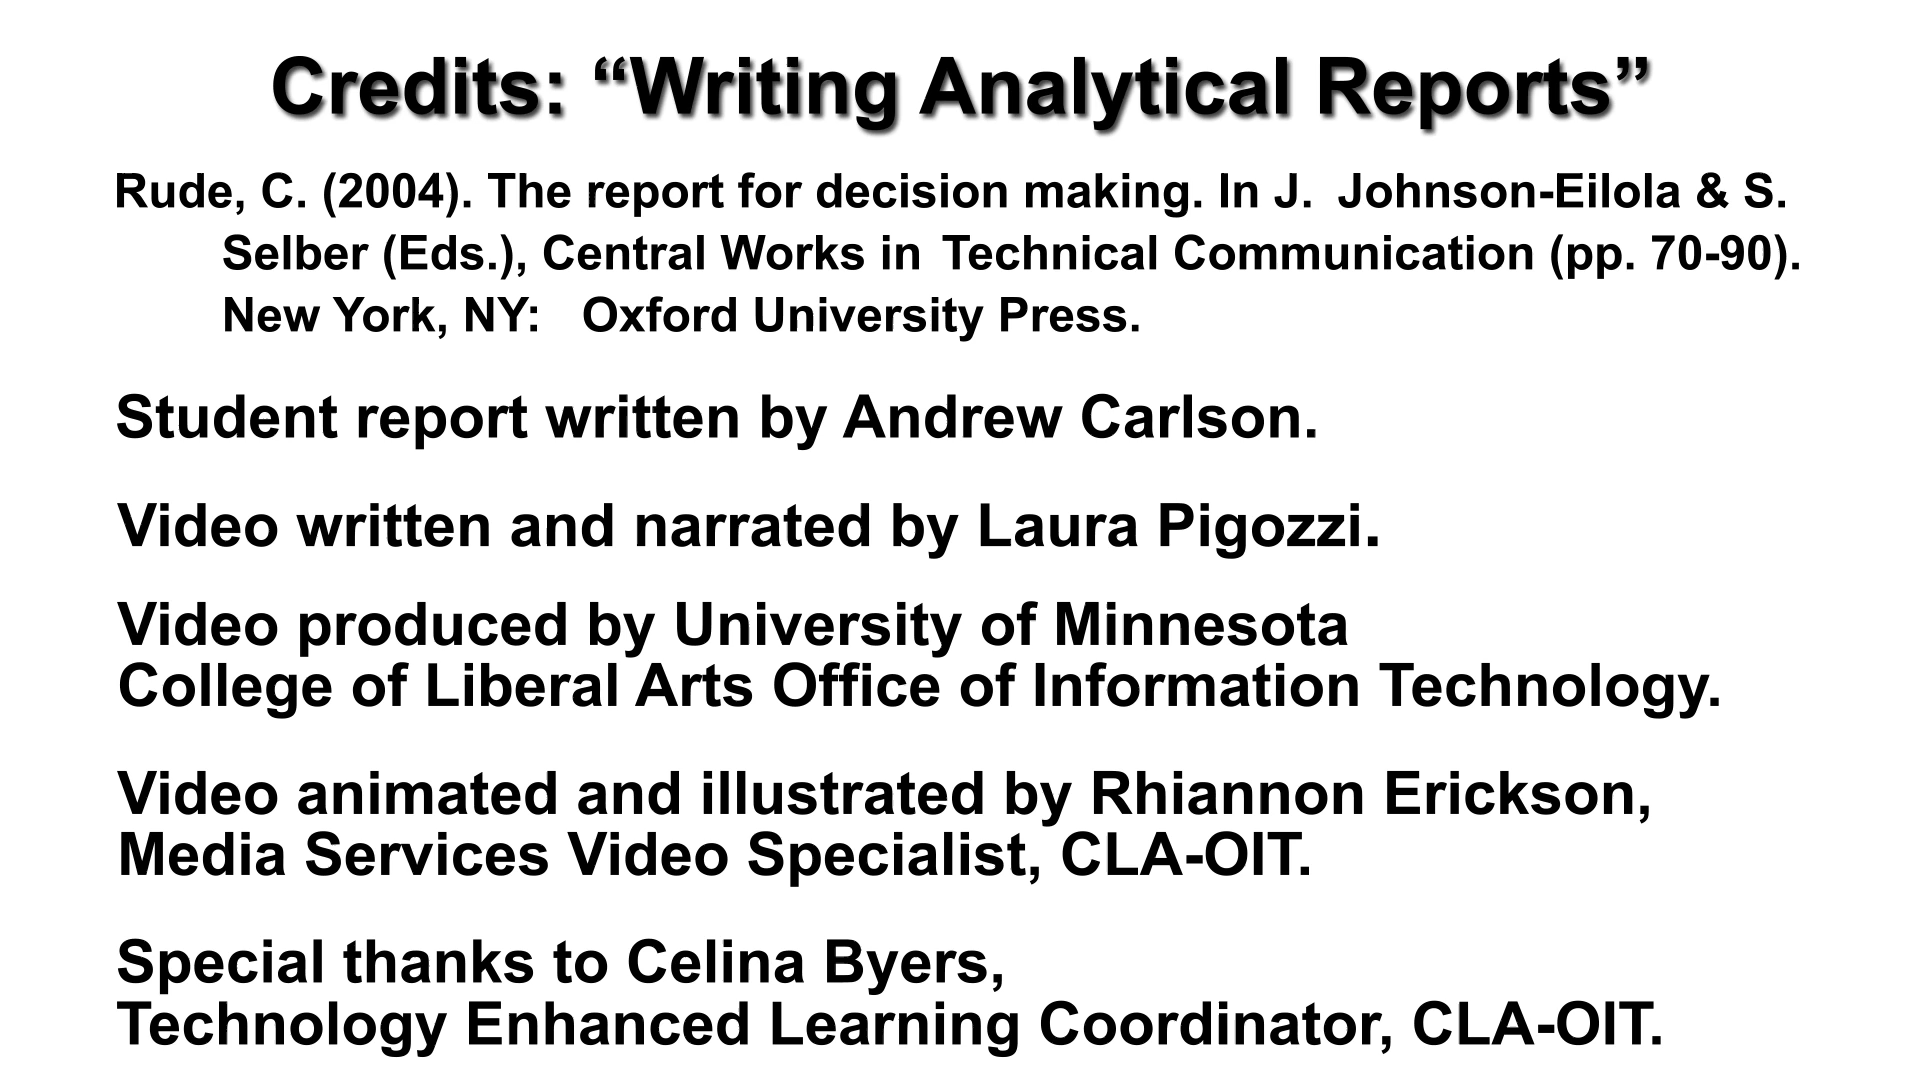 Credits: “Writing Analytical Reports”
Rude, C. (2004). The report for decision making. In J. Johnson-Eilola & S.
Selber (Eds.), Central Works in Technical Communication (pp. 70-90).
New York, NY: Oxford University Press.
Student report written by Andrew Carlson.
Video written and narrated by Laura Pigozzi.
Video produced by University of Minnesota
College of Liberal Arts Office of Information Technology.
Video animated and illustrated by Rhiannon Erickson,
Media Services Video Specialist, CLA-OIT.
Special thanks to Celina Byers,
Technology Enhanced Learning Coordinator, CLA-OIT.